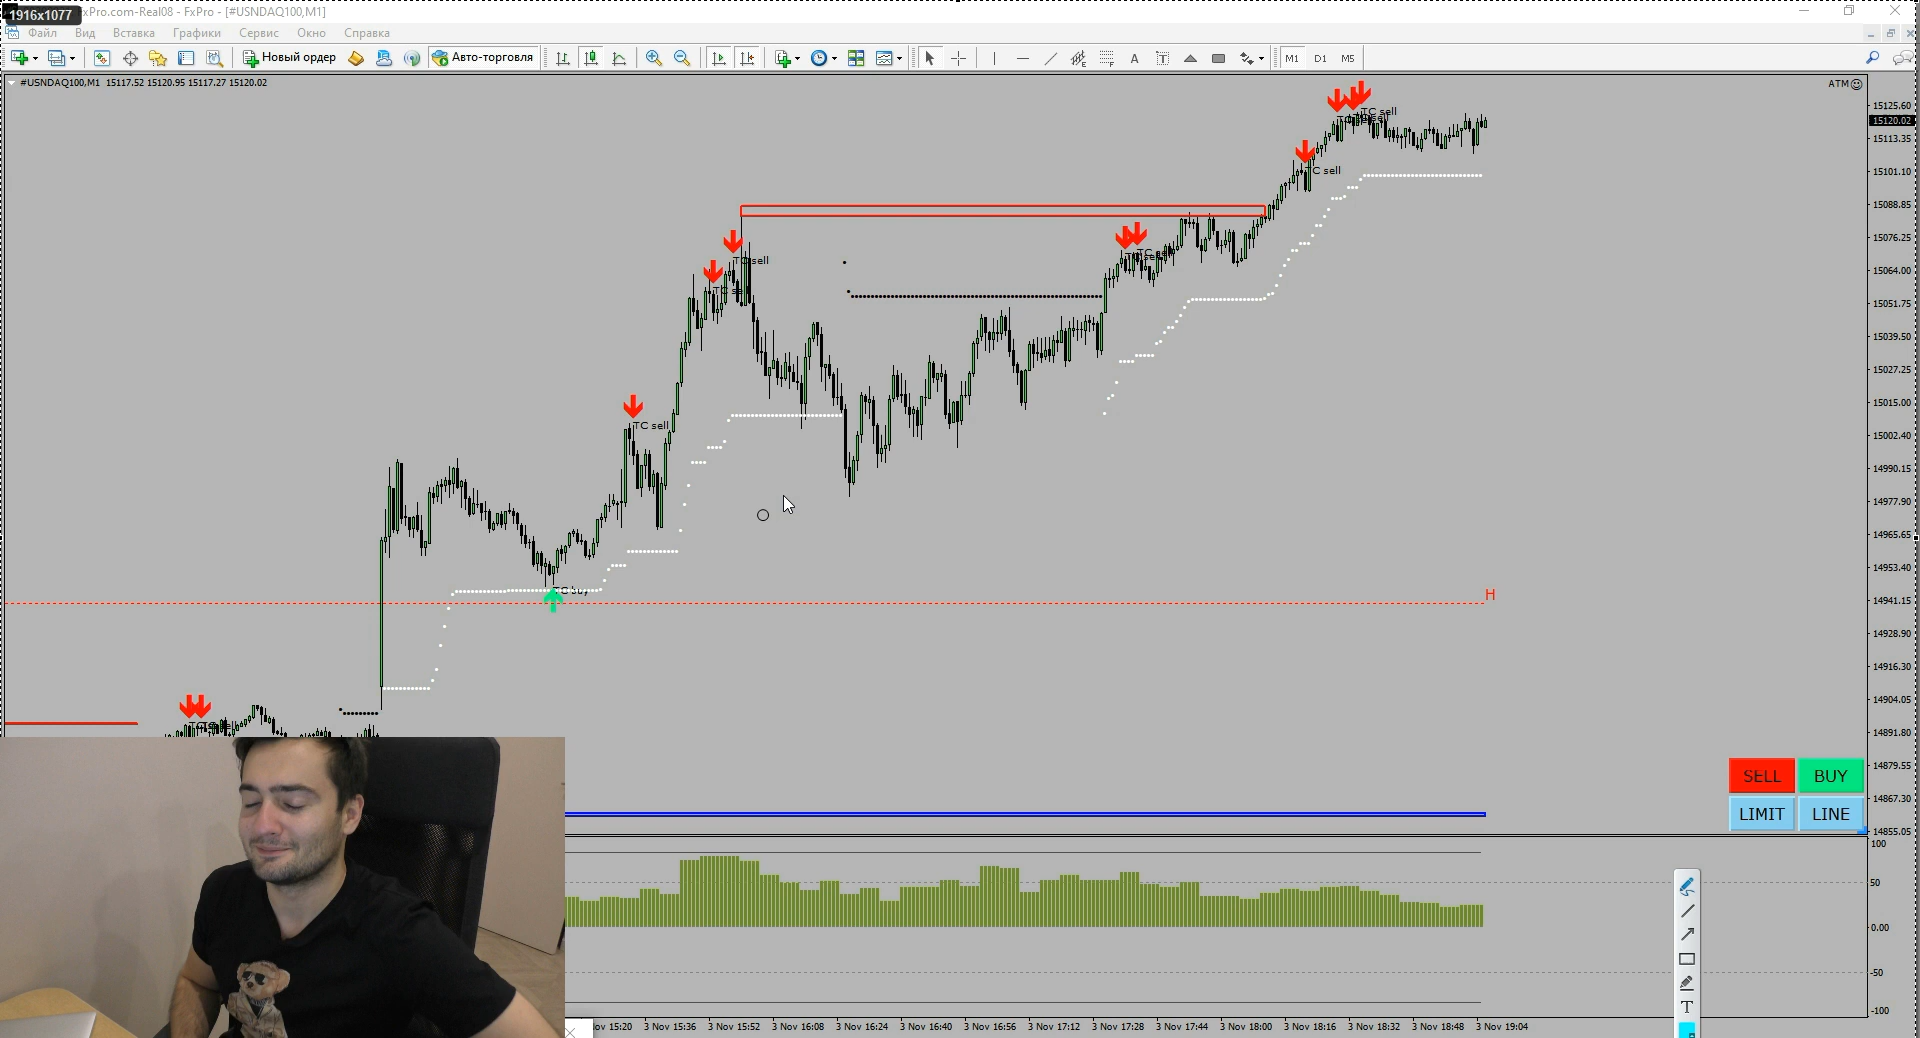 1916x1077
xPro.com-Real08 - FxPro - [#USNDAQ100,M1]
Файл Вид Вставка Графики Сервис Окно Справка
Новый ордер Авто-торговля A T M1 D1 M5
#USNDAQ100,M1 15117.52 15120.95 15117.27 15120.02
ATM
15125.60
15120.02
15113.35
15101.10
15088.85
15076.25
15064.00
15051.75
15039.50
15027.25
15015.00
15002.40
14990.15
14977.90
14965.65
14953.40
14941.15
14928.90
14916.30
14904.05
14891.80
14879.55
14867.30
14855.05
TC sell
TC sell
TC sell
TC sell
TC buy
H
SELL BUY
LIMIT LINE
100
50
0.00
-50
-100
T
ov 15:20 3 Nov 15:36 3 Nov 15:52 3 Nov 16:08 3 Nov 16:24 3 Nov 16:40 3 Nov 16:56 3 Nov 17:12 3 Nov 17:28 3 Nov 17:44 3 Nov 18:00 3 Nov 18:16 3 Nov 18:32 3 Nov 18:48 3 Nov 19:04